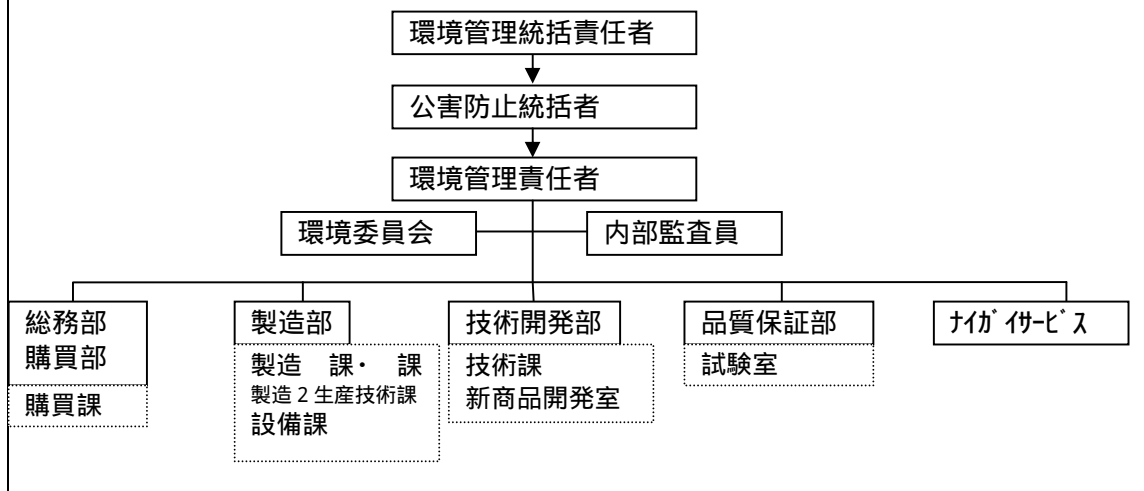 環境管理統括責任者
公害防止統括者
環境管理責任者
環境委員会
内部監査員
総務部
購買部
購買課
製造部
製造　課・　課
製造2生産技術課
設備課
技術開発部
技術課
新商品開発室
品質保証部
試験室
ﾅｲｶﾞｲｻｰﾋﾞｽ